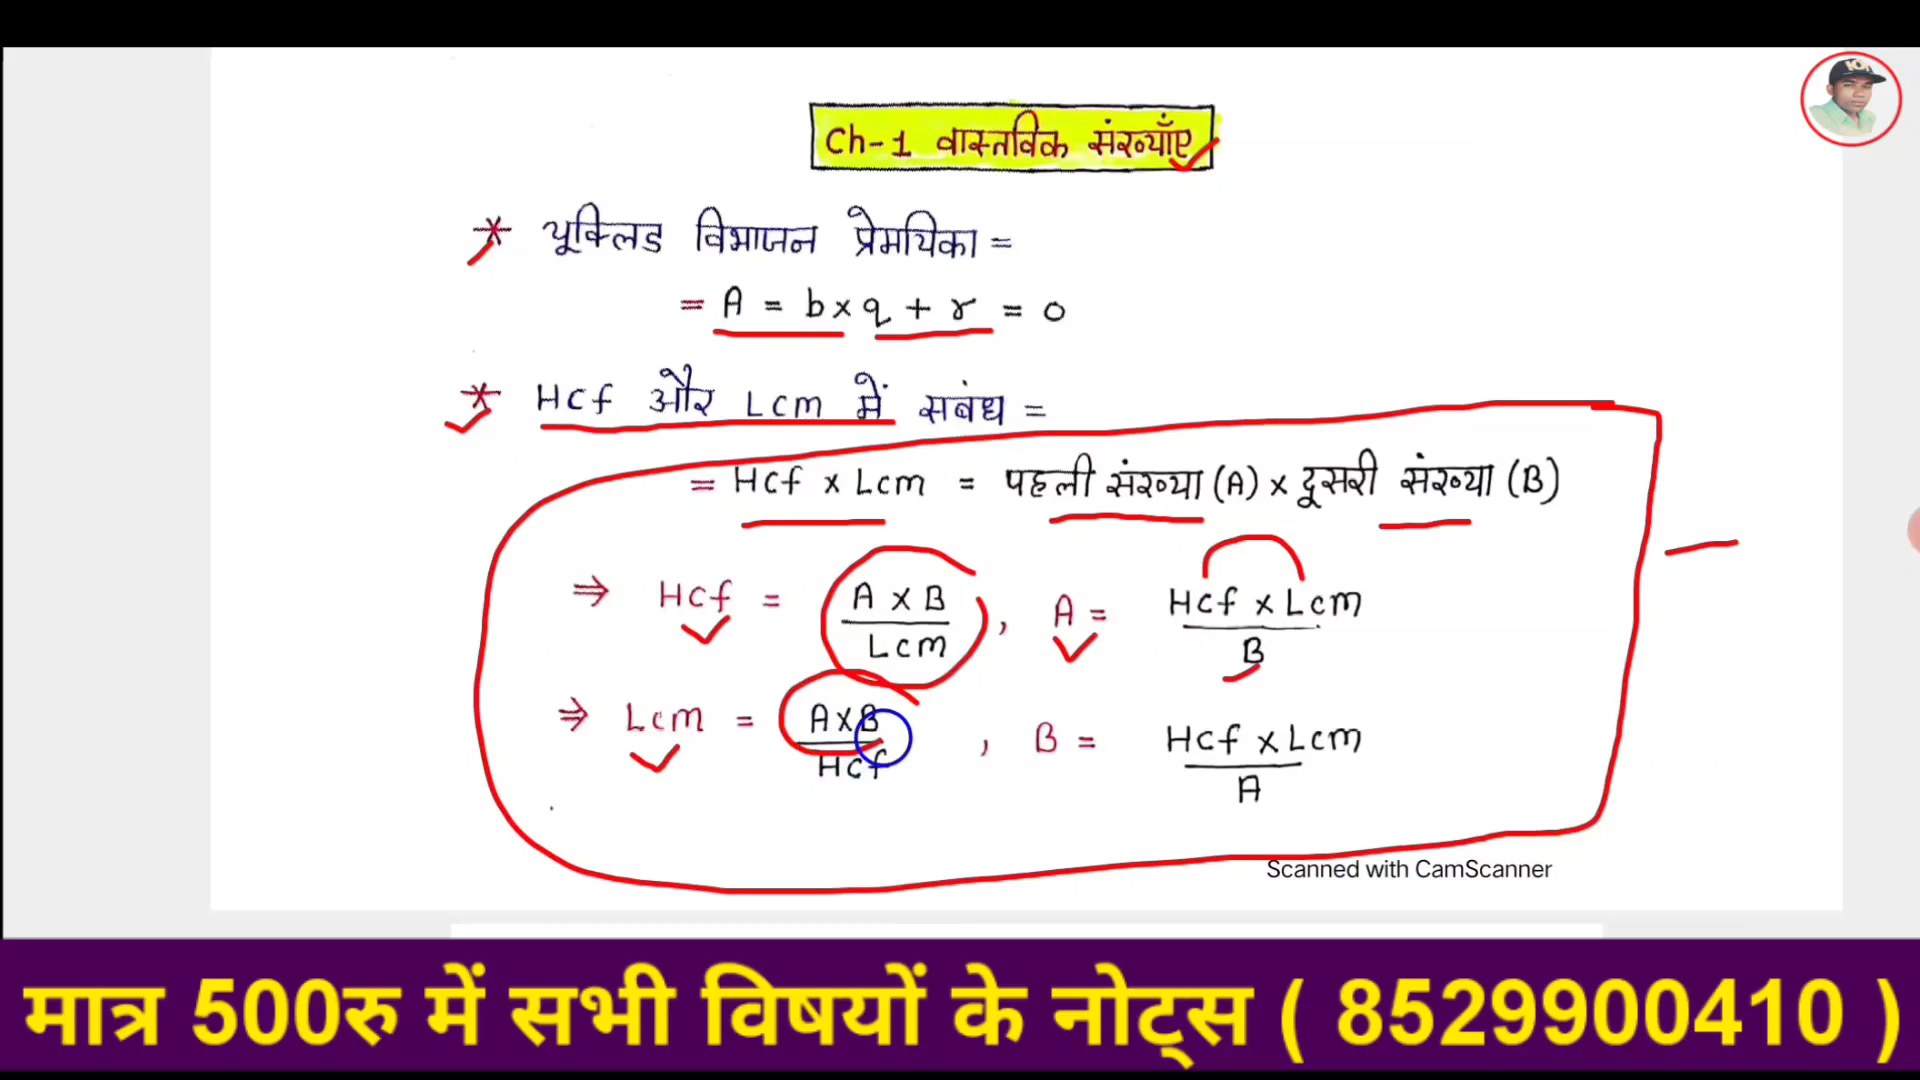 Ch-1 वास्तविक संख्याएँ
* यूक्लिड विभाजन प्रेमयिका =
= A = b x q + r = 0
* Hcf और Lcm में सबंध =
= Hcf x Lcm = पहली संख्या (A) x दूसरी संख्या (B)
⇒ Hcf = A X B / Lcm , A = Hcf x Lcm / B
⇒ Lcm = A X B / Hcf , B = Hcf x Lcm / A
Scanned with CamScanner
मात्र 500रु में सभी विषयों के नोट्स ( 8529900410 )